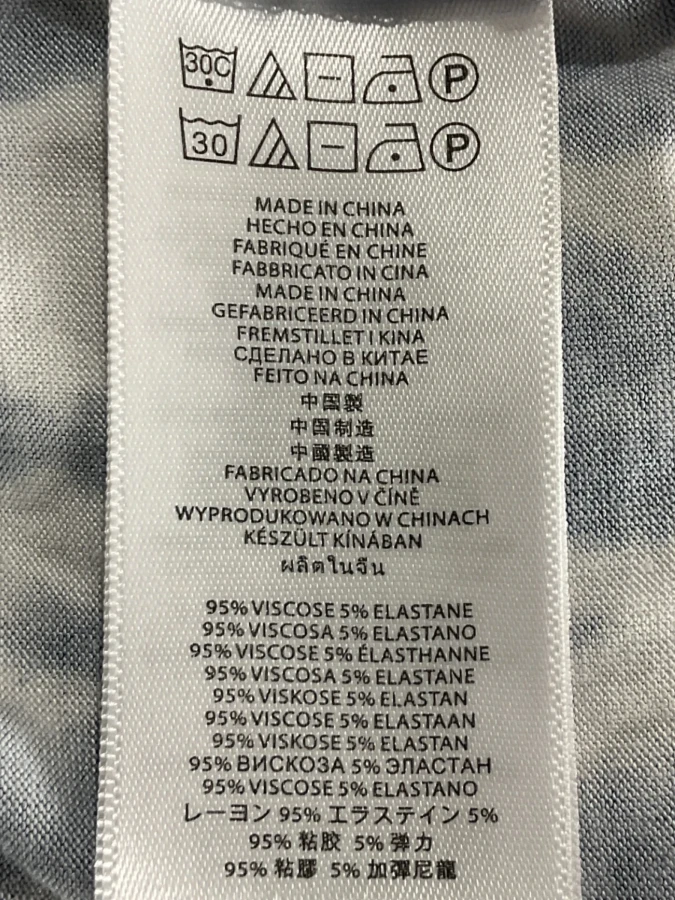 30C P
30 P
MADE IN CHINA
HECHO EN CHINA
FABRIQUÉ EN CHINE
FABBRICATO IN CINA
MADE IN CHINA
GEFABRICEERD IN CHINA
FREMSTILLET I KINA
СДЕЛАНО В КИТАЕ
FEITO NA CHINA
中国製
中国制造
中國製造
FABRICADO NA CHINA
VYROBENO V ČÍNĚ
WYPRODUKOWANO W CHINACH
KÉSZÜLT KÍNÁBAN
ผลิตในจีน
95% VISCOSE 5% ELASTANE
95% VISCOSA 5% ELASTANO
95% VISCOSE 5% ÉLASTHANNE
95% VISCOSA 5% ELASTANE
95% VISKOSE 5% ELASTAN
95% VISCOSE 5% ELASTAAN
95% VISKOSE 5% ELASTAN
95% ВИСКОЗА 5% ЭЛАСТАН
95% VISCOSE 5% ELASTANO
レーヨン 95% エラステイン 5%
95% 粘胶 5% 弹力
95% 粘膠 5% 加彈尼龍